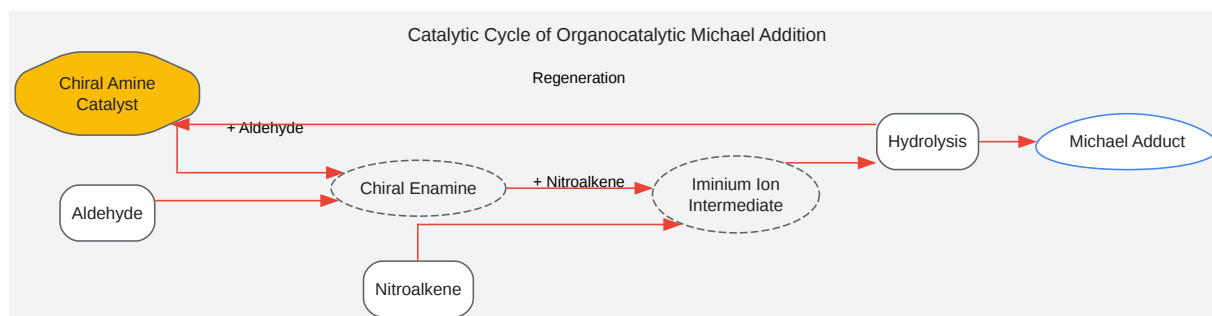 Catalytic Cycle of Organocatalytic Michael Addition
Chiral Amine
Catalyst
Regeneration
+ Aldehyde
Hydrolysis
Michael Adduct
Chiral Enamine
+ Nitroalkene
Iminium Ion
Intermediate
Aldehyde
Nitroalkene